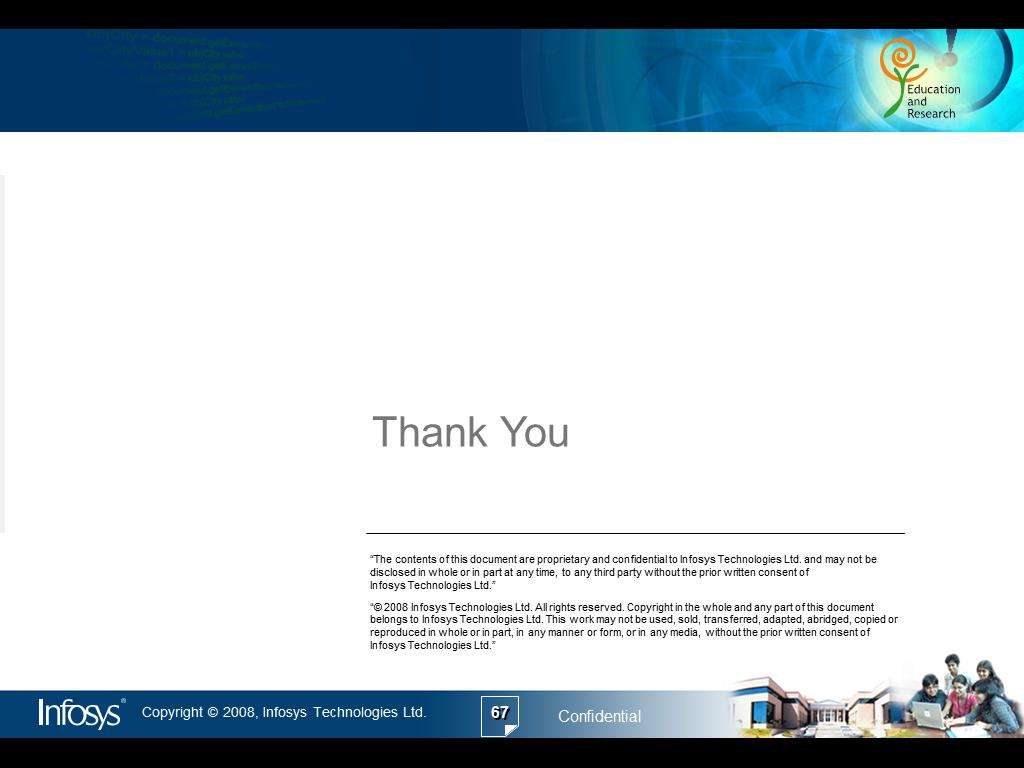 Education
and
Research
Thank You
“The contents of this document are proprietary and confidential to Infosys Technologies Ltd. and may not be
disclosed in whole or in part at any time, to any third party without the prior written consent of
Infosys Technologies Ltd.”
“© 2008 Infosys Technologies Ltd. All rights reserved. Copyright in the whole and any part of this document
belongs to Infosys Technologies Ltd. This work may not be used, sold, transferred, adapted, abridged, copied or
reproduced in whole or in part, in any manner or form, or in any media, without the prior written consent of
Infosys Technologies Ltd.”
Infosys® Copyright © 2008, Infosys Technologies Ltd. 67 Confidential